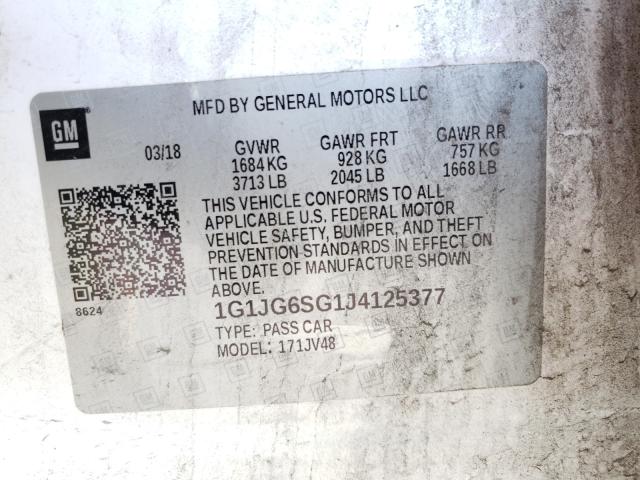 MFD BY GENERAL MOTORS LLC
GM
03/18
GVWR
1684 KG
3713 LB
GAWR FRT
928 KG
2045 LB
GAWR RR
757 KG
1668 LB
THIS VEHICLE CONFORMS TO ALL
APPLICABLE U.S. FEDERAL MOTOR
VEHICLE SAFETY, BUMPER, AND THEFT
PREVENTION STANDARDS IN EFFECT ON
THE DATE OF MANUFACTURE SHOWN
ABOVE.
8624
1G1JG6SG1J4125377
TYPE: PASS CAR
MODEL: 171JV48